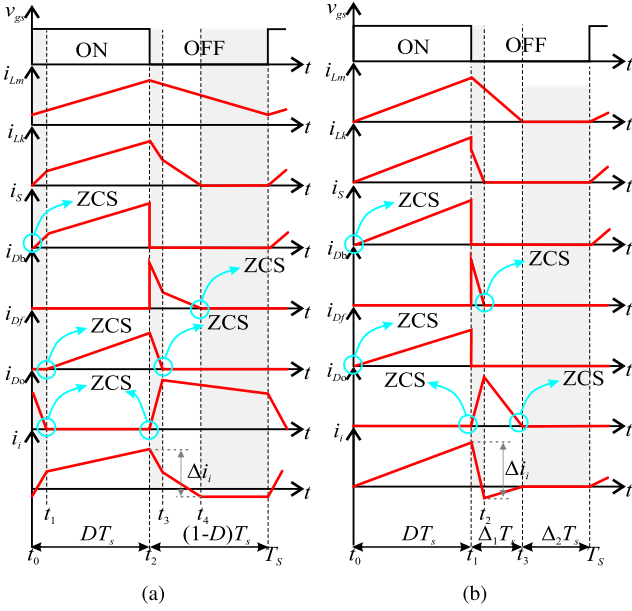 v_gs ON OFF t
i_Lm t
i_Lk t
i_S ZCS t
i_Db ZCS t
i_Df ZCS ZCS t
i_Do ZCS t
i_i Δi_i t
t_1 t_3 t_4
DT_s (1-D)T_s
t_0 t_2 T_S
(a)
v_gs ON OFF t
i_Lm t
i_Lk t
i_S ZCS t
i_Db ZCS t
i_Df ZCS t
i_Do ZCS ZCS t
i_i Δi_i t
t_2
DT_s Δ_1T_s Δ_2T_s
t_0 t_1 t_3 T_S
(b)